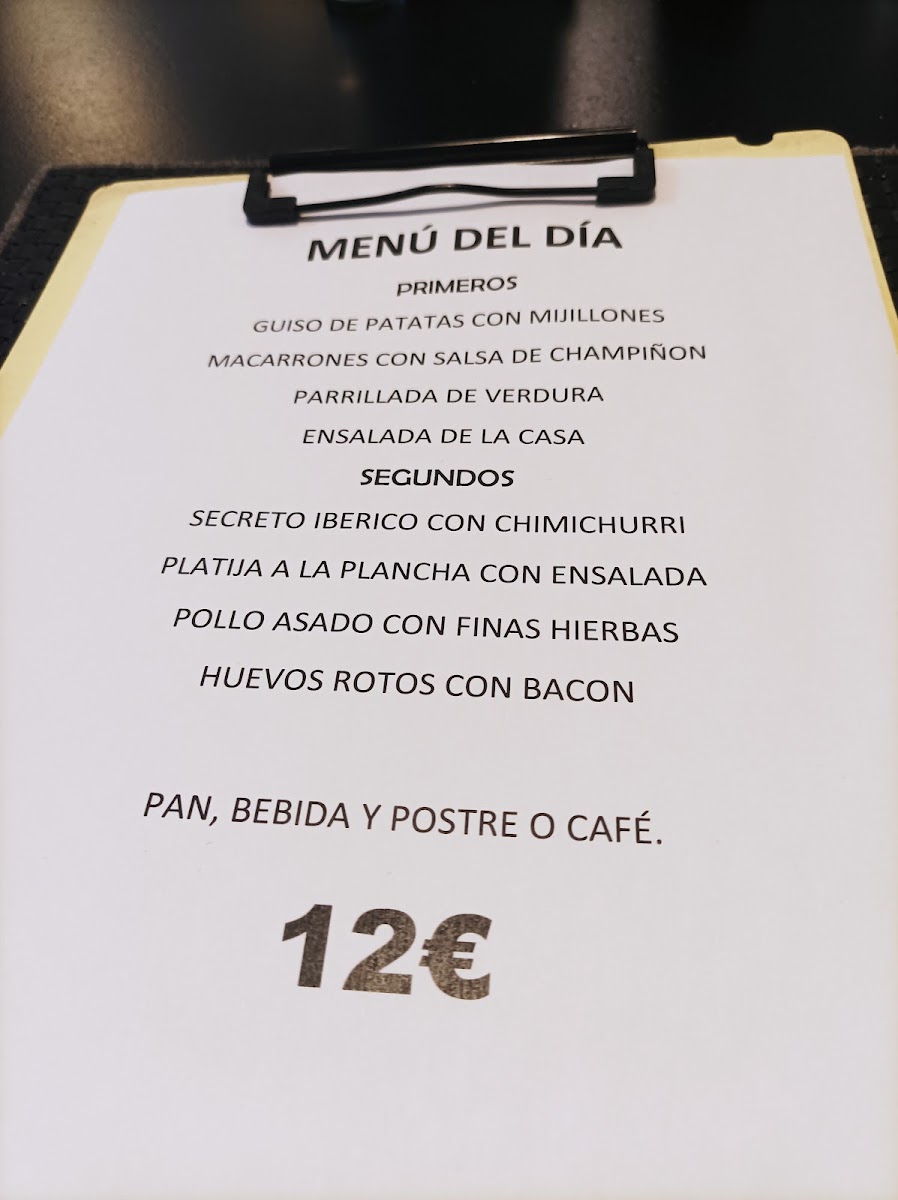 MENÚ DEL DÍA
PRIMEROS
GUISO DE PATATAS CON MIJILLONES
MACARRONES CON SALSA DE CHAMPIÑON
PARRILLADA DE VERDURA
ENSALADA DE LA CASA
SEGUNDOS
SECRETO IBERICO CON CHIMICHURRI
PLATIJA A LA PLANCHA CON ENSALADA
POLLO ASADO CON FINAS HIERBAS
HUEVOS ROTOS CON BACON
PAN, BEBIDA Y POSTRE O CAFÉ.
12€